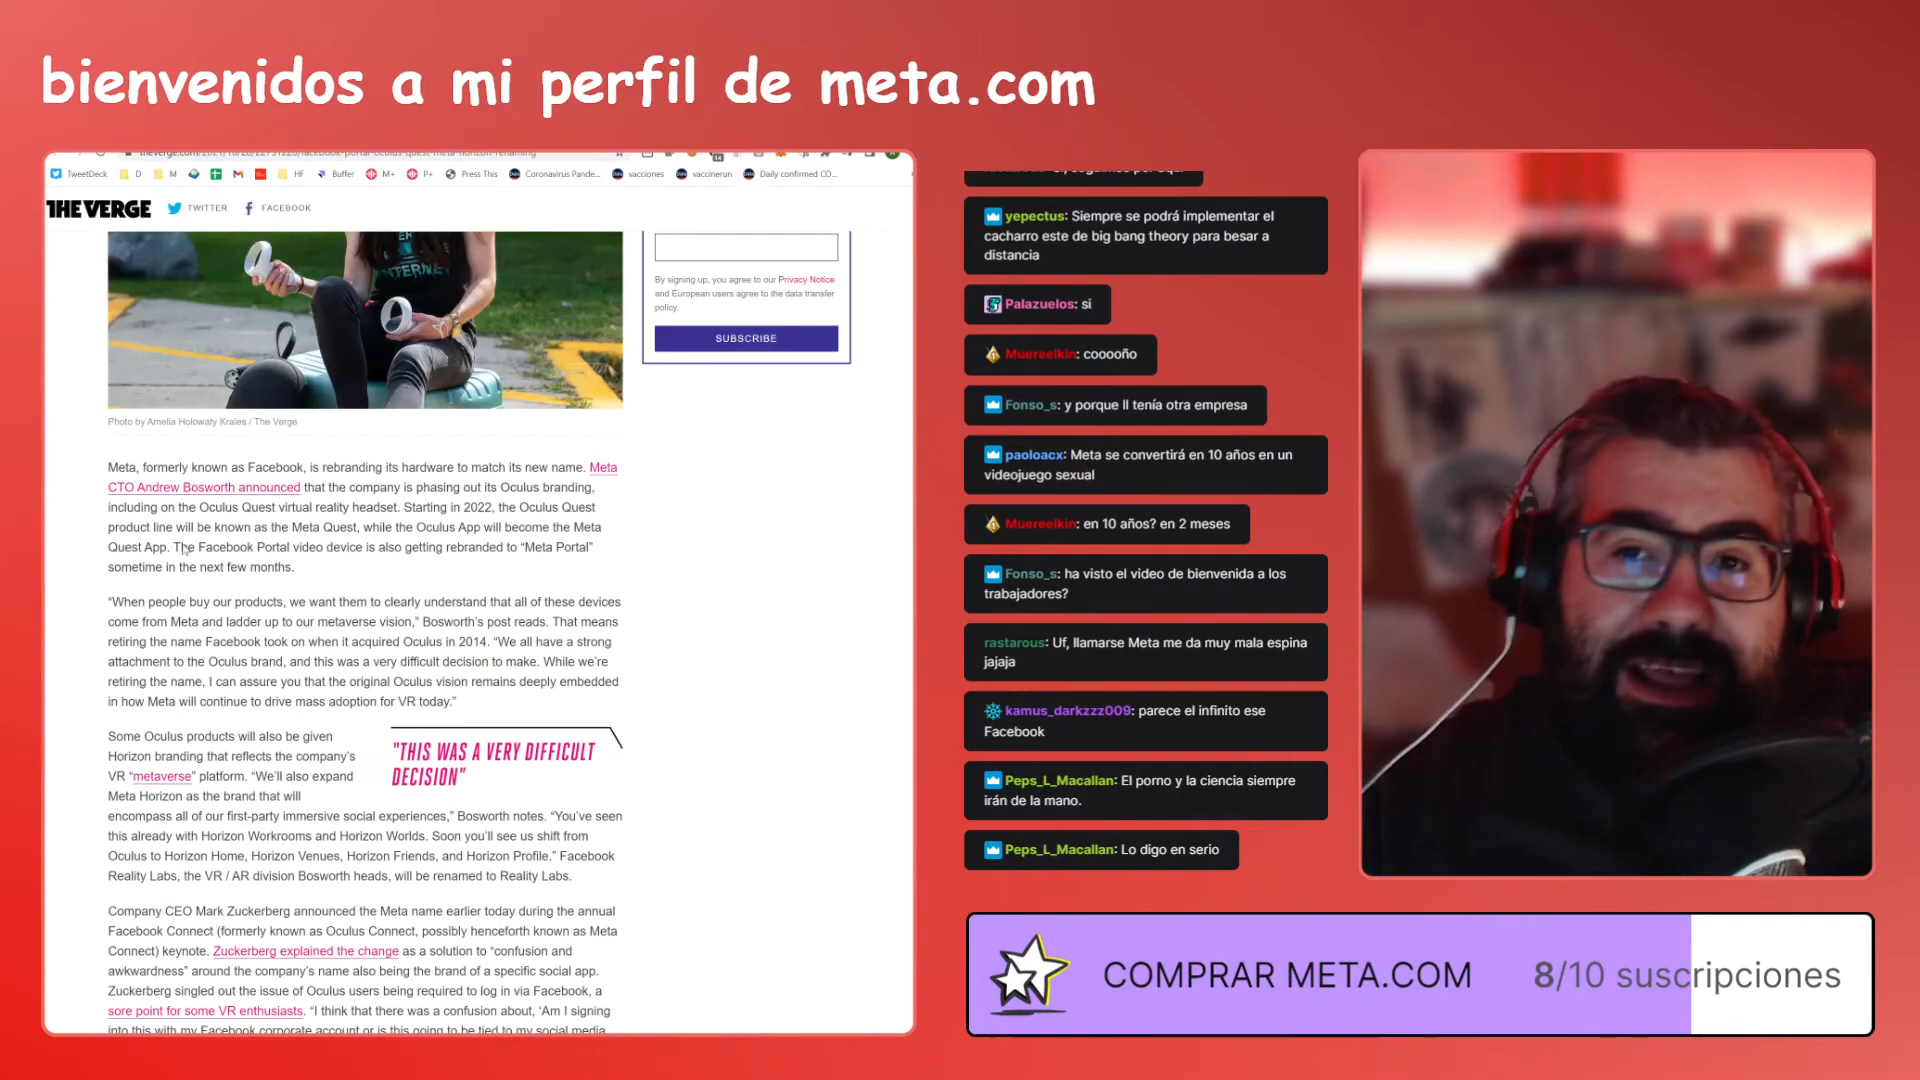 bienvenidos a mi perfil de meta.com
TweetDeck
D
M
HF
Buffer
M+
P+
Press This
Coronavirus Pande...
vacciones
vaccinerun
Daily confirmed CO...
THE VERGE
TWITTER
FACEBOOK
INTERNET
By signing up, you agree to our Privacy Notice
and European users agree to the data transfer
policy.
SUBSCRIBE
Photo by Amelia Holowaty Krales / The Verge
Meta, formerly known as Facebook, is rebranding its hardware to match its new name. Meta
CTO Andrew Bosworth announced that the company is phasing out its Oculus branding,
including on the Oculus Quest virtual reality headset. Starting in 2022, the Oculus Quest
product line will be known as the Meta Quest, while the Oculus App will become the Meta
Quest App. The Facebook Portal video device is also getting rebranded to “Meta Portal”
sometime in the next few months.
“When people buy our products, we want them to clearly understand that all of these devices
come from Meta and ladder up to our metaverse vision,” Bosworth’s post reads. That means
retiring the name Facebook took on when it acquired Oculus in 2014. “We all have a strong
attachment to the Oculus brand, and this was a very difficult decision to make. While we’re
retiring the name, I can assure you that the original Oculus vision remains deeply embedded
in how Meta will continue to drive mass adoption for VR today.”
Some Oculus products will also be given
Horizon branding that reflects the company’s
VR “metaverse” platform. “We’ll also expand
Meta Horizon as the brand that will
"THIS WAS A VERY DIFFICULT
DECISION"
encompass all of our first-party immersive social experiences,” Bosworth notes. “You’ve seen
this already with Horizon Workrooms and Horizon Worlds. Soon you’ll see us shift from
Oculus to Horizon Home, Horizon Venues, Horizon Friends, and Horizon Profile.” Facebook
Reality Labs, the VR / AR division Bosworth heads, will be renamed to Reality Labs.
Company CEO Mark Zuckerberg announced the Meta name earlier today during the annual
Facebook Connect (formerly known as Oculus Connect, possibly henceforth known as Meta
Connect) keynote. Zuckerberg explained the change as a solution to “confusion and
awkwardness” around the company’s name also being the brand of a specific social app.
Zuckerberg singled out the issue of Oculus users being required to log in via Facebook, a
sore point for some VR enthusiasts. “I think that there was a confusion about, ‘Am I signing
into this with my Facebook corporate account or is this going to be tied to my social media
yepectus: Siempre se podrá implementar el
cacharro este de big bang theory para besar a
distancia
Palazuelos: si
Muereelkin: cooooño
Fonso_s: y porque ll tenía otra empresa
paoloacx: Meta se convertirá en 10 años en un
videojuego sexual
Muereelkin: en 10 años? en 2 meses
Fonso_s: ha visto el video de bienvenida a los
trabajadores?
rastarous: Uf, llamarse Meta me da muy mala espina
jajaja
kamus_darkzzz009: parece el infinito ese
Facebook
Peps_L_Macallan: El porno y la ciencia siempre
irán de la mano.
Peps_L_Macallan: Lo digo en serio
COMPRAR META.COM
8/10 suscripciones